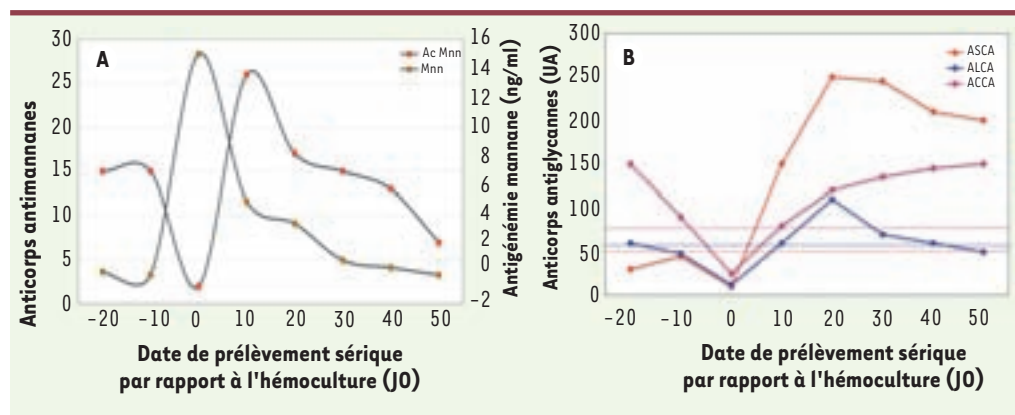 A
Ac Mnn
Mnn
Anticorps antimannanes
30
25
20
15
10
5
0
Antigénémie mannane (ng/ml)
16
14
12
10
8
6
4
2
0
−2
−20 −10 0 10 20 30 40 50
Date de prélèvement sérique
par rapport à l'hémoculture (J0)
B
ASCA
ALCA
ACCA
Anticorps antiglycannes (UA)
300
250
200
150
100
50
0
−20 −10 0 10 20 30 40 50
Date de prélèvement sérique
par rapport à l'hémoculture (J0)